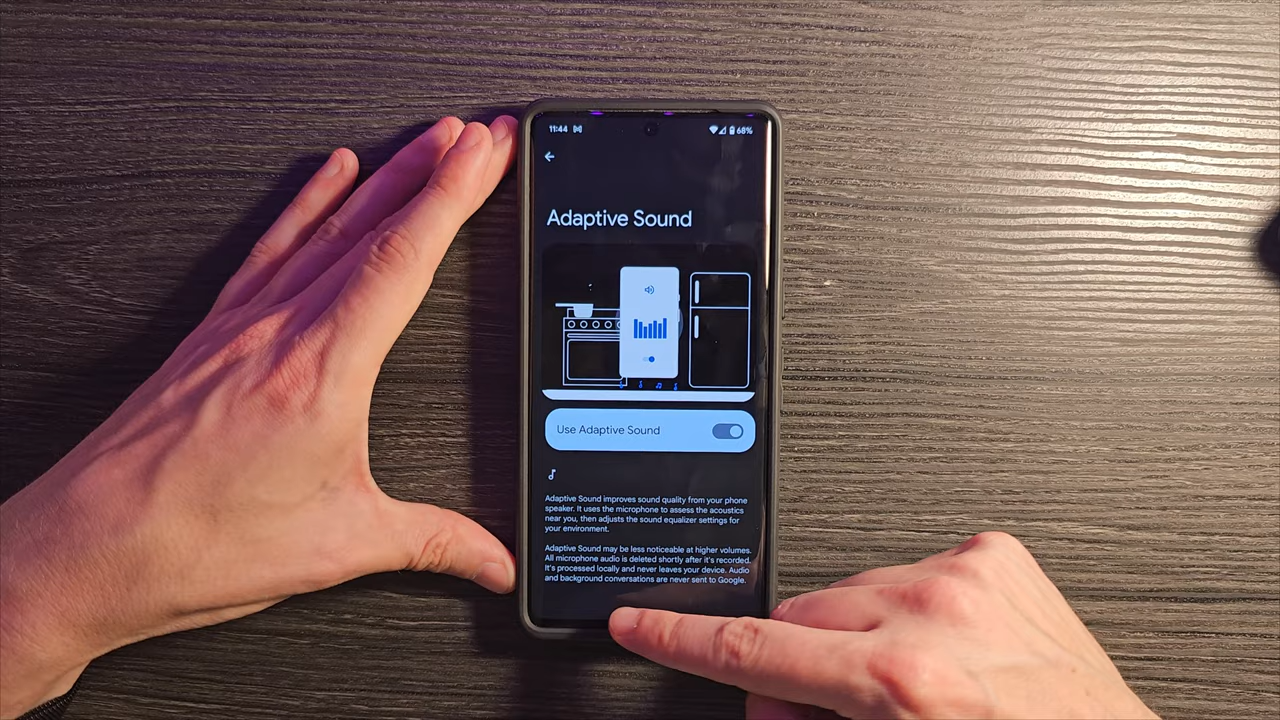 11:44
68%
Adaptive Sound
Use Adaptive Sound
Adaptive Sound improves sound quality from your phone
speaker. It uses the microphone to assess the acoustics
near you, then adjusts the sound equalizer settings for
your environment.
Adaptive Sound may be less noticeable at higher volumes.
All microphone audio is deleted shortly after it's recorded.
It's processed locally and never leaves your device. Audio
and background conversations are never sent to Google.